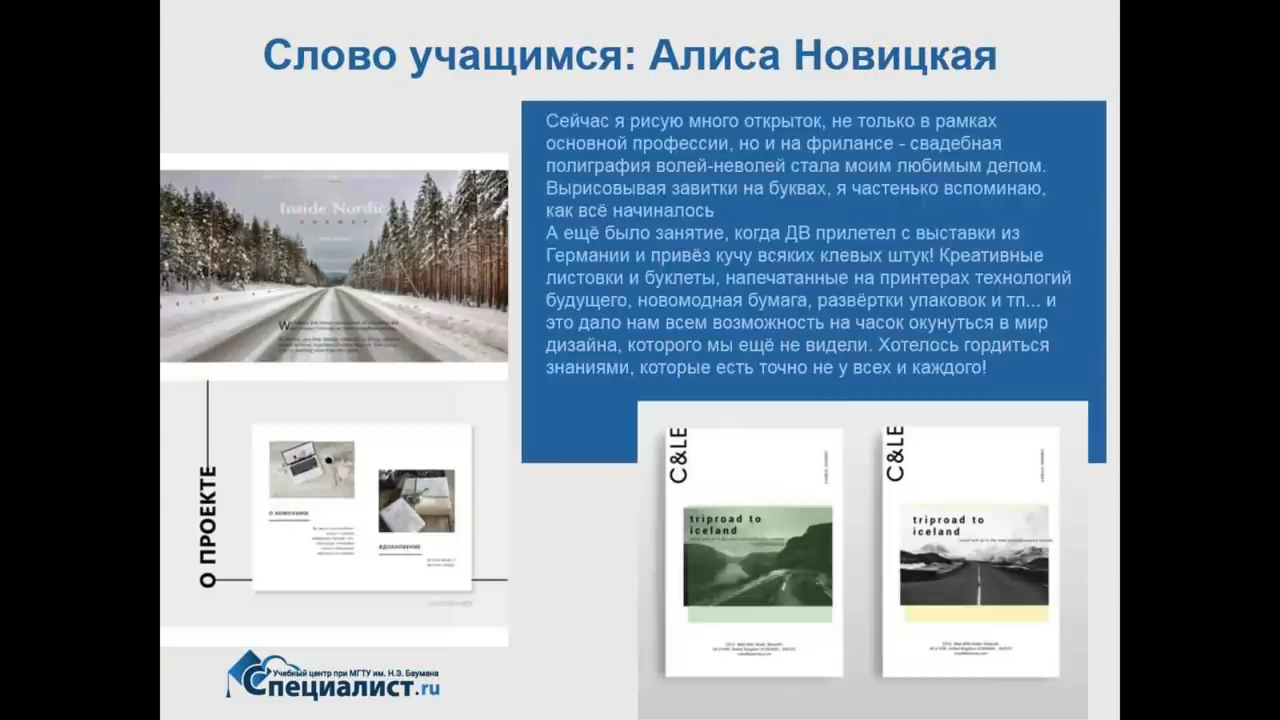 Слово учащимся: Алиса Новицкая
Сейчас я рисую много открыток, не только в рамках
основной профессии, но и на фрилансе - свадебная
полиграфия волей-неволей стала моим любимым делом.
Вырисовывая завитки на буквах, я частенько вспоминаю,
как всё начиналось
А ещё было занятие, когда ДВ прилетел с выставки из
Германии и привёз кучу всяких клевых штук! Креативные
листовки и буклеты, напечатанные на принтерах технологий
будущего, новомодная бумага, развёртки упаковок и тп... и
это дало нам всем возможность на часок окунуться в мир
дизайна, которого мы ещё не видели. Хотелось гордиться
знаниями, которые есть точно не у всех и каждого!
Inside Nordic
О ПРОЕКТЕ
О КОМПАНИИ
ВДОХНОВЕНИЕ
C&LE
triproad to
iceland
C&LE
triproad to
iceland
Учебный центр при МГТУ им. Н.Э. Баумана
Специалист.ru